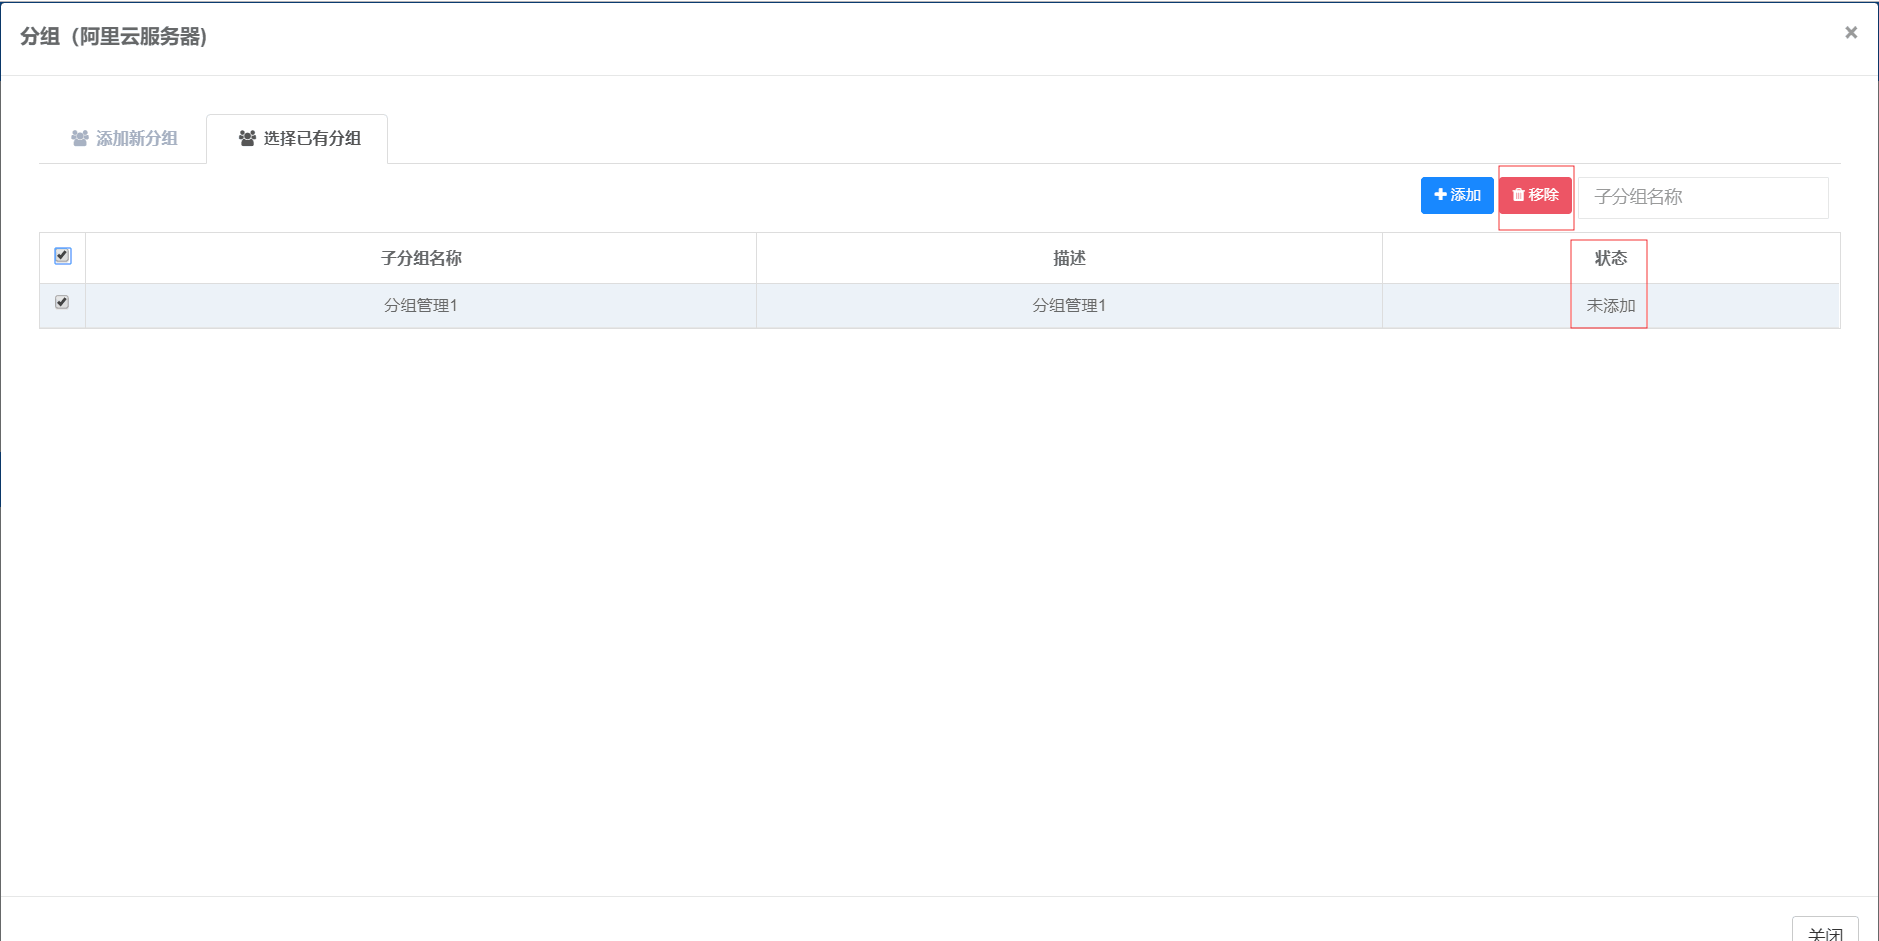 分组（阿里云服务器)
×
添加新分组 选择已有分组
添加 移除 子分组名称
子分组名称 描述 状态
分组管理1 分组管理1 未添加
关闭